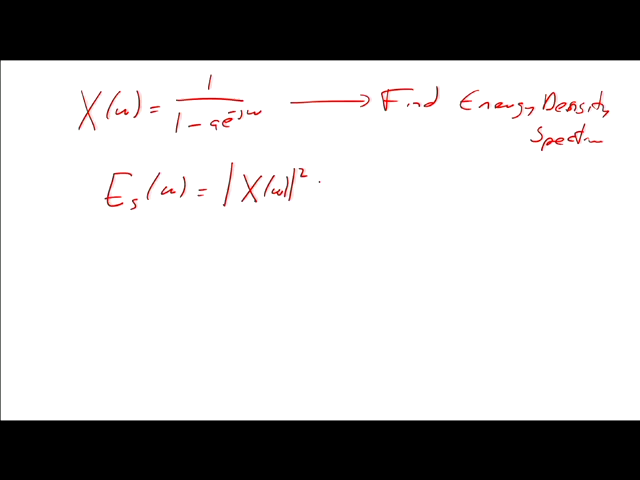 X(ω) = 1 / (1 - ae^-jω) ⟶ Find Energy Density
Spectrum
E_s(ω) = |X(ω)|²